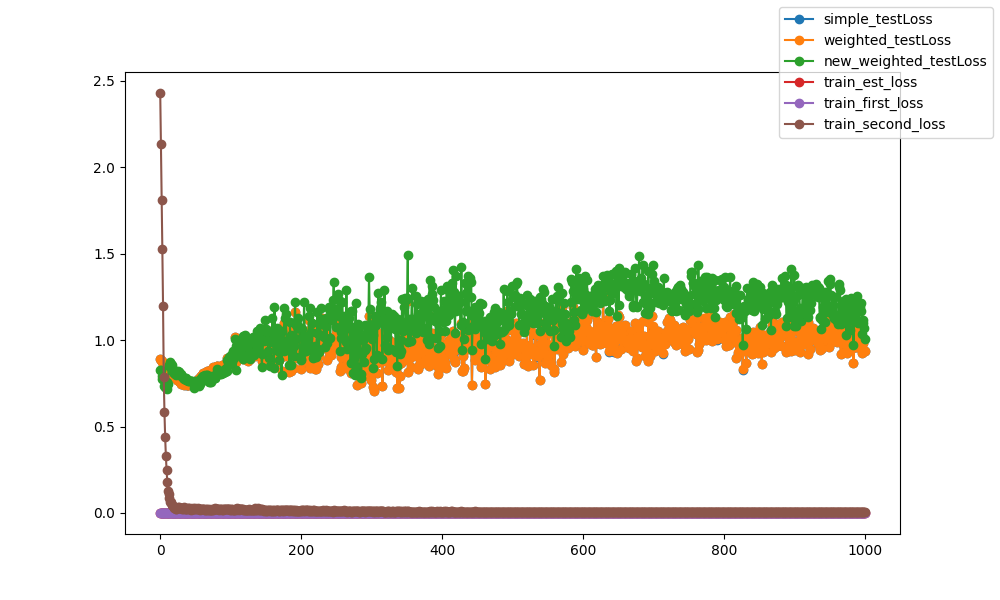 simple_testLoss
weighted_testLoss
new_weighted_testLoss
train_est_loss
train_first_loss
train_second_loss
2.5
2.0
1.5
1.0
0.5
0.0
0 200 400 600 800 1000